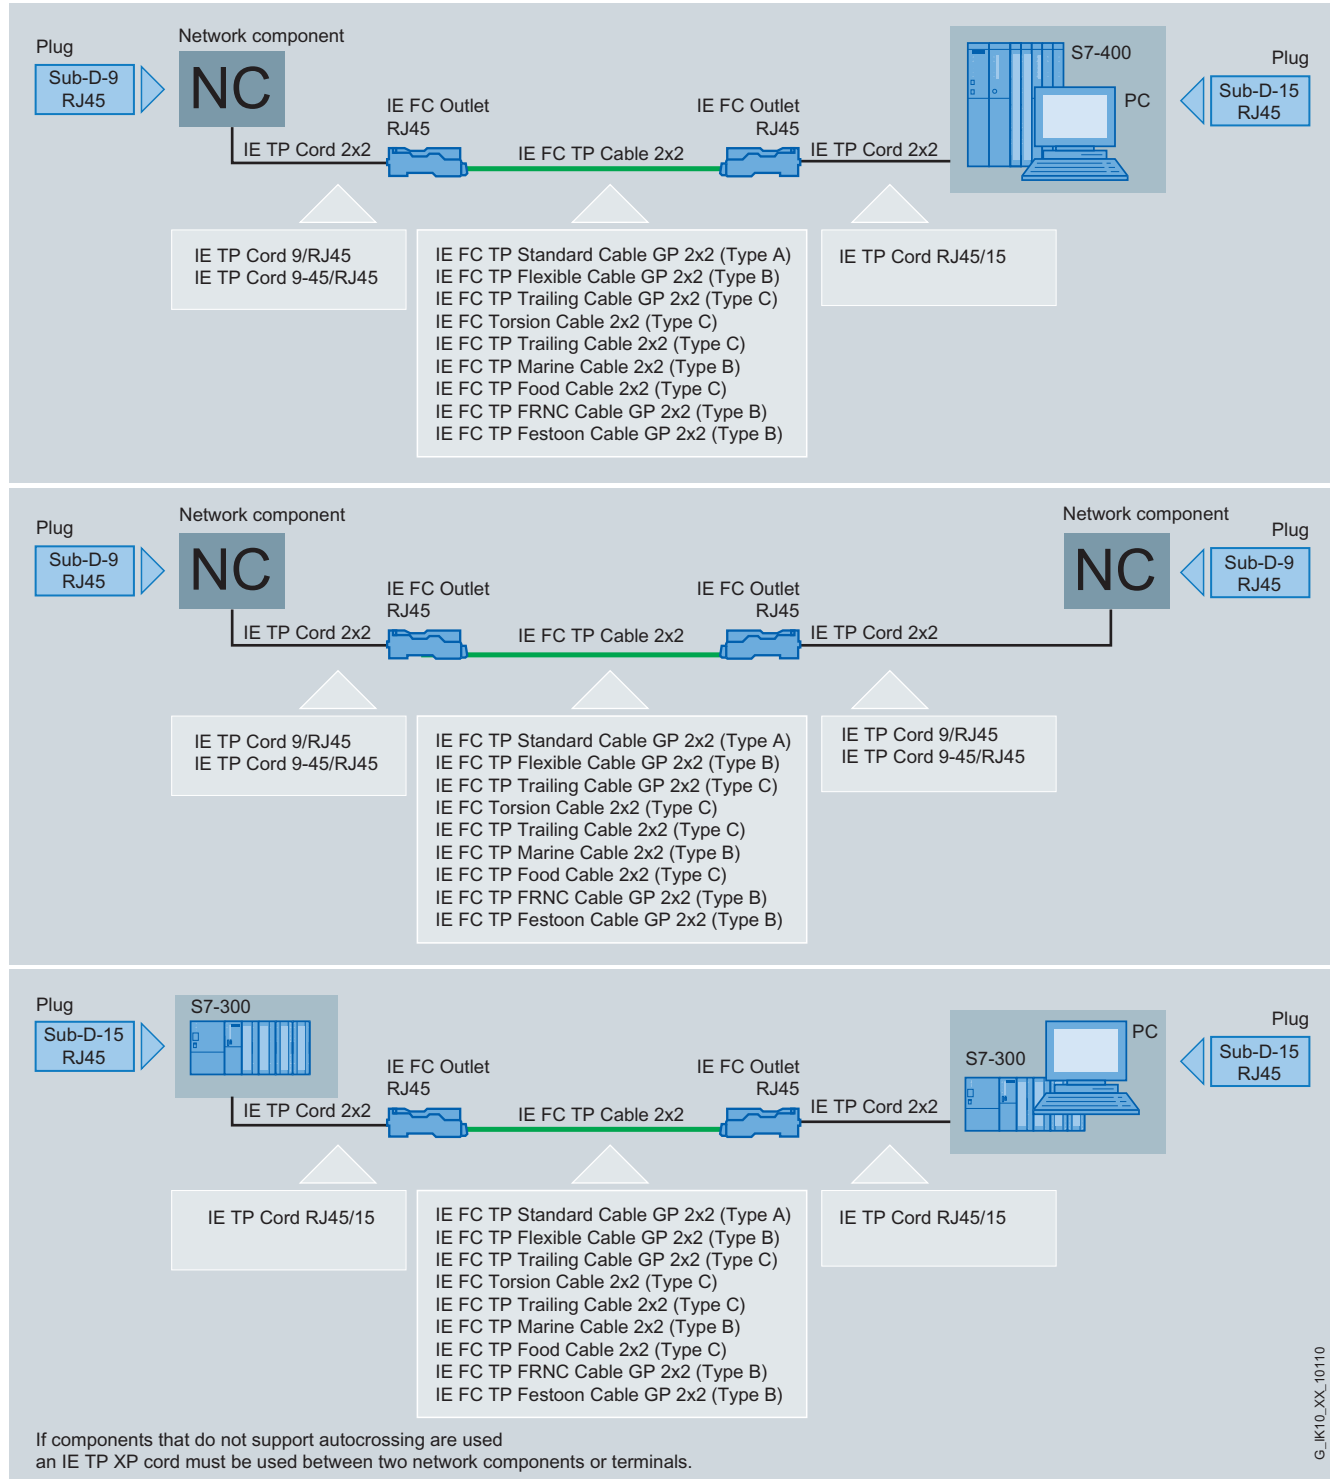 Network component
Plug
Sub-D-9
RJ45
NC
IE TP Cord 2x2
IE FC Outlet
RJ45
IE FC TP Cable 2x2
IE FC Outlet
RJ45
IE TP Cord 2x2
S7-400
PC
Plug
Sub-D-15
RJ45
IE TP Cord 9/RJ45
IE TP Cord 9-45/RJ45
IE FC TP Standard Cable GP 2x2 (Type A)
IE FC TP Flexible Cable GP 2x2 (Type B)
IE FC TP Trailing Cable GP 2x2 (Type C)
IE FC Torsion Cable 2x2 (Type C)
IE FC TP Trailing Cable 2x2 (Type C)
IE FC TP Marine Cable 2x2 (Type B)
IE FC TP Food Cable 2x2 (Type C)
IE FC TP FRNC Cable GP 2x2 (Type B)
IE FC TP Festoon Cable GP 2x2 (Type B)
IE TP Cord RJ45/15
Network component
Plug
Sub-D-9
RJ45
NC
IE TP Cord 2x2
IE FC Outlet
RJ45
IE FC TP Cable 2x2
IE FC Outlet
RJ45
IE TP Cord 2x2
Network component
NC
Plug
Sub-D-9
RJ45
IE TP Cord 9/RJ45
IE TP Cord 9-45/RJ45
IE FC TP Standard Cable GP 2x2 (Type A)
IE FC TP Flexible Cable GP 2x2 (Type B)
IE FC TP Trailing Cable GP 2x2 (Type C)
IE FC Torsion Cable 2x2 (Type C)
IE FC TP Trailing Cable 2x2 (Type C)
IE FC TP Marine Cable 2x2 (Type B)
IE FC TP Food Cable 2x2 (Type C)
IE FC TP FRNC Cable GP 2x2 (Type B)
IE FC TP Festoon Cable GP 2x2 (Type B)
IE TP Cord 9/RJ45
IE TP Cord 9-45/RJ45
Plug
Sub-D-15
RJ45
S7-300
IE TP Cord 2x2
IE FC Outlet
RJ45
IE FC TP Cable 2x2
IE FC Outlet
RJ45
IE TP Cord 2x2
S7-300
PC
Plug
Sub-D-15
RJ45
IE TP Cord RJ45/15
IE FC TP Standard Cable GP 2x2 (Type A)
IE FC TP Flexible Cable GP 2x2 (Type B)
IE FC TP Trailing Cable GP 2x2 (Type C)
IE FC Torsion Cable 2x2 (Type C)
IE FC TP Trailing Cable 2x2 (Type C)
IE FC TP Marine Cable 2x2 (Type B)
IE FC TP Food Cable 2x2 (Type C)
IE FC TP FRNC Cable GP 2x2 (Type B)
IE FC TP Festoon Cable GP 2x2 (Type B)
IE TP Cord RJ45/15
If components that do not support autocrossing are used
an IE TP XP cord must be used between two network components or terminals.
G_IK10_XX_10110